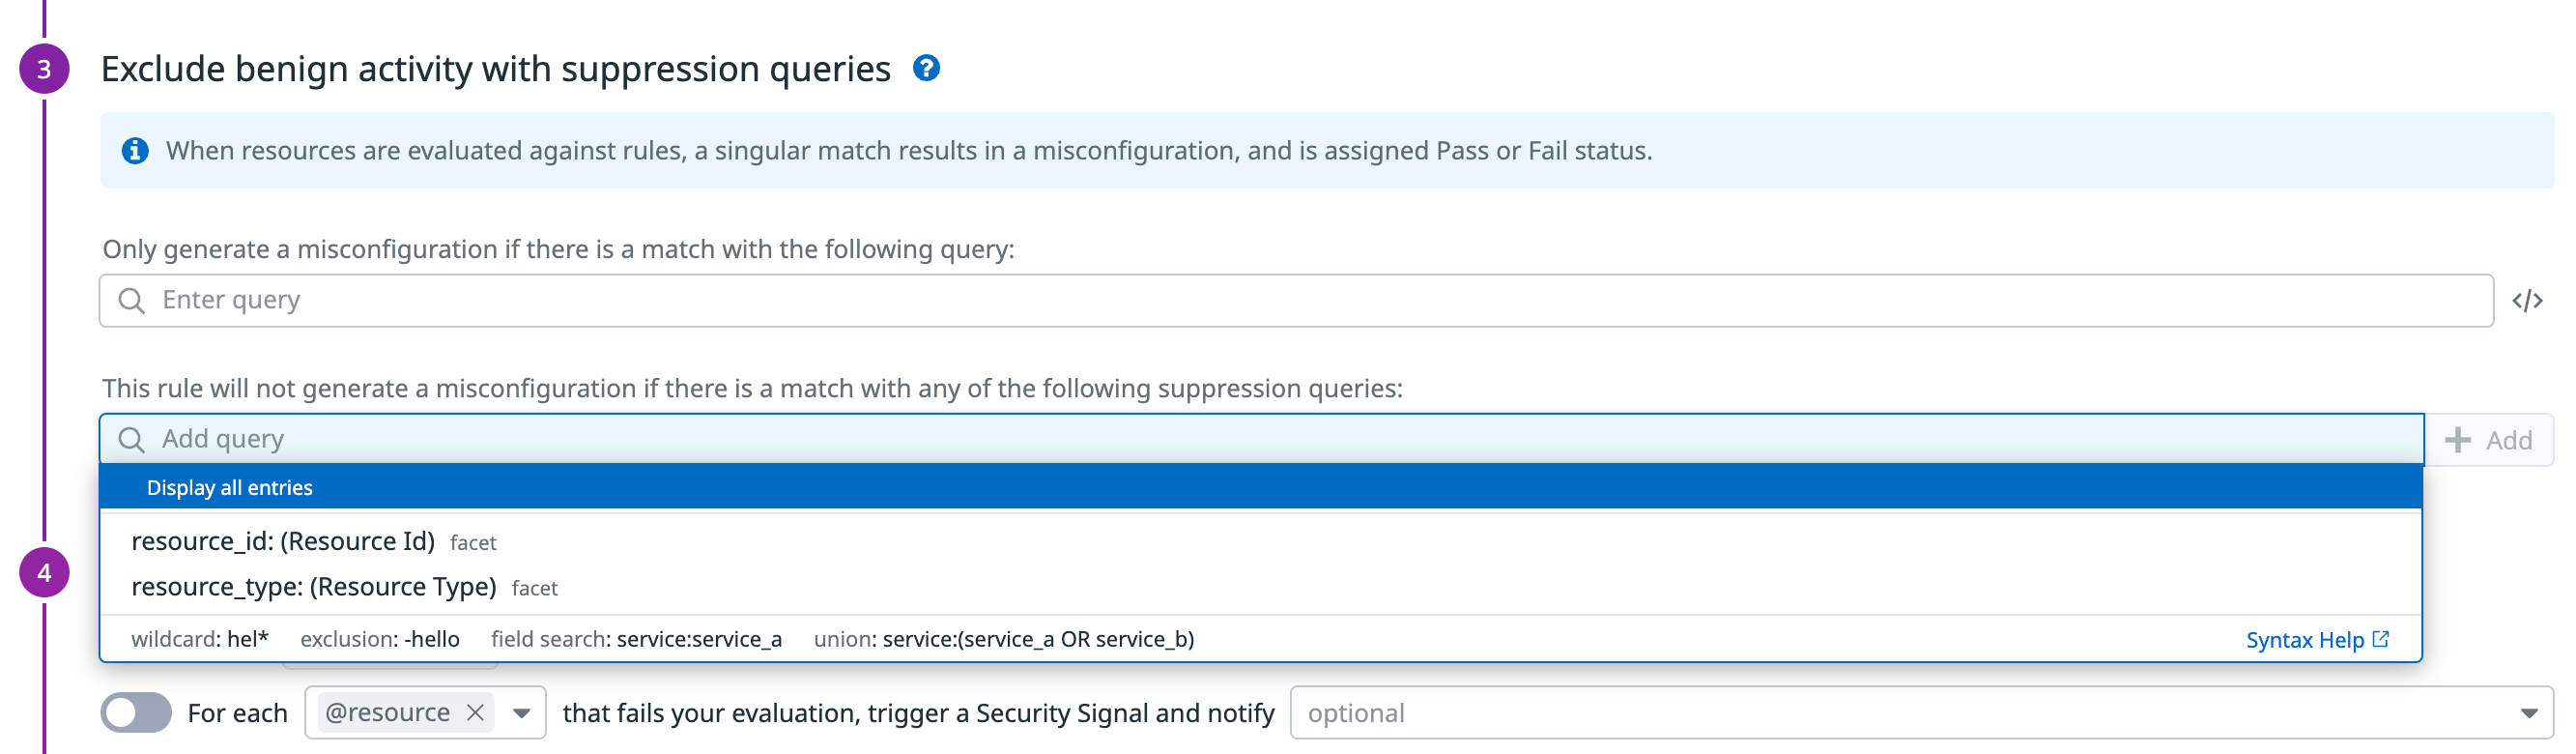 3
Exclude benign activity with suppression queries ?
i When resources are evaluated against rules, a singular match results in a misconfiguration, and is assigned Pass or Fail status.
Only generate a misconfiguration if there is a match with the following query:
Enter query </>
This rule will not generate a misconfiguration if there is a match with any of the following suppression queries:
Add query + Add
Display all entries
resource_id: (Resource Id) facet
4
resource_type: (Resource Type) facet
wildcard: hel* exclusion: -hello field search: service:service_a union: service:(service_a OR service_b) Syntax Help
For each @resource × that fails your evaluation, trigger a Security Signal and notify optional